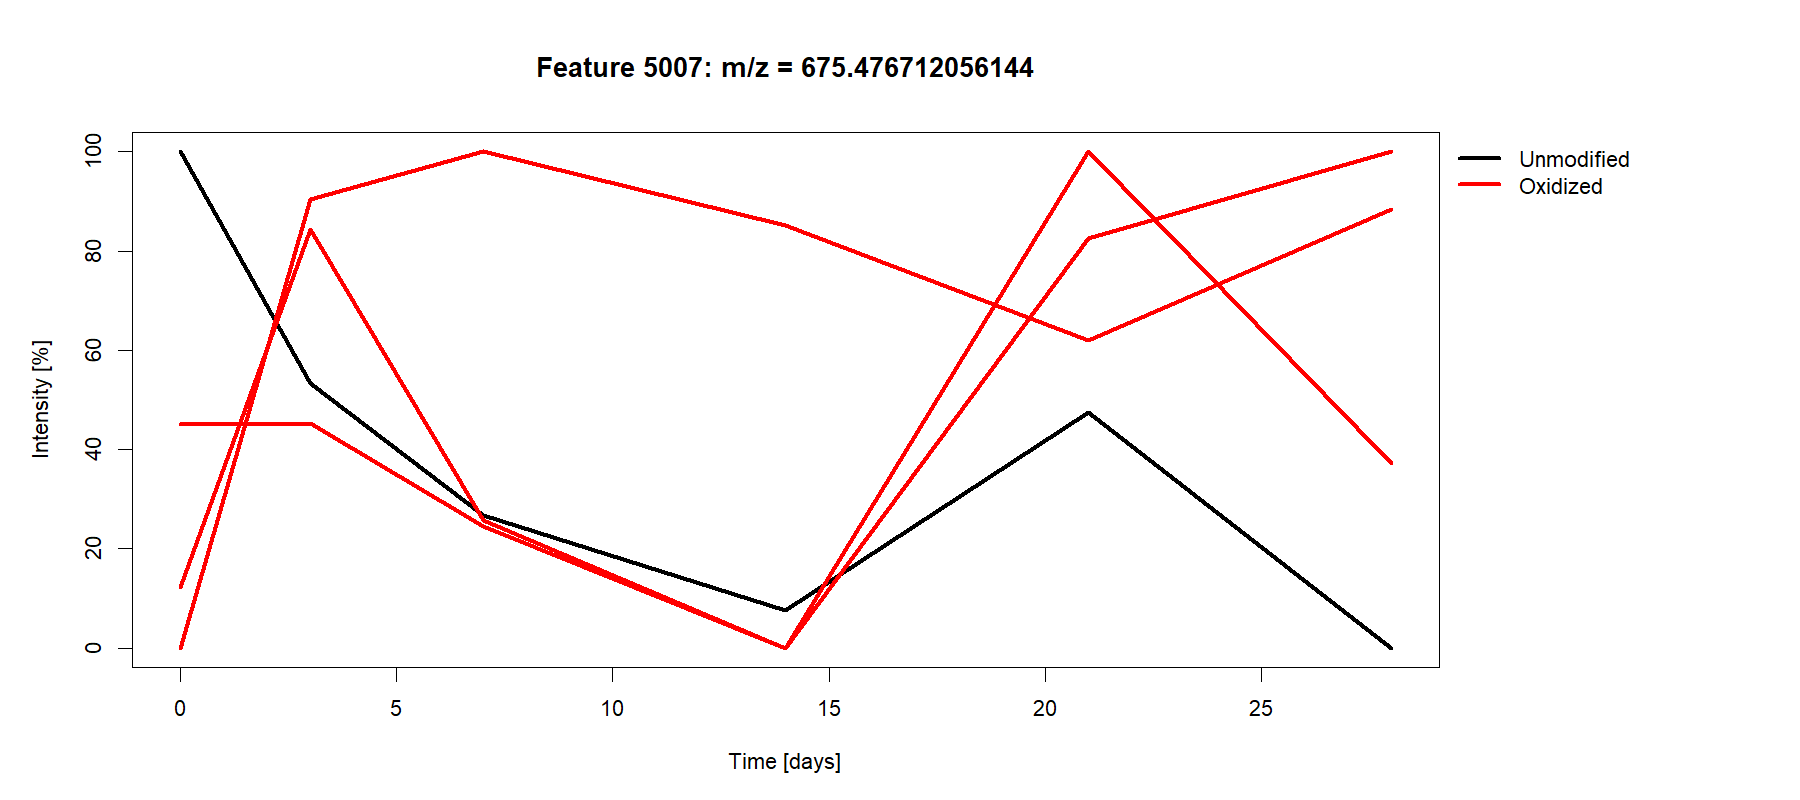 Feature 5007: m/z = 675.476712056144
Unmodified
Oxidized
100
80
60
40
20
0
Intensity [%]
0 5 10 15 20 25
Time [days]